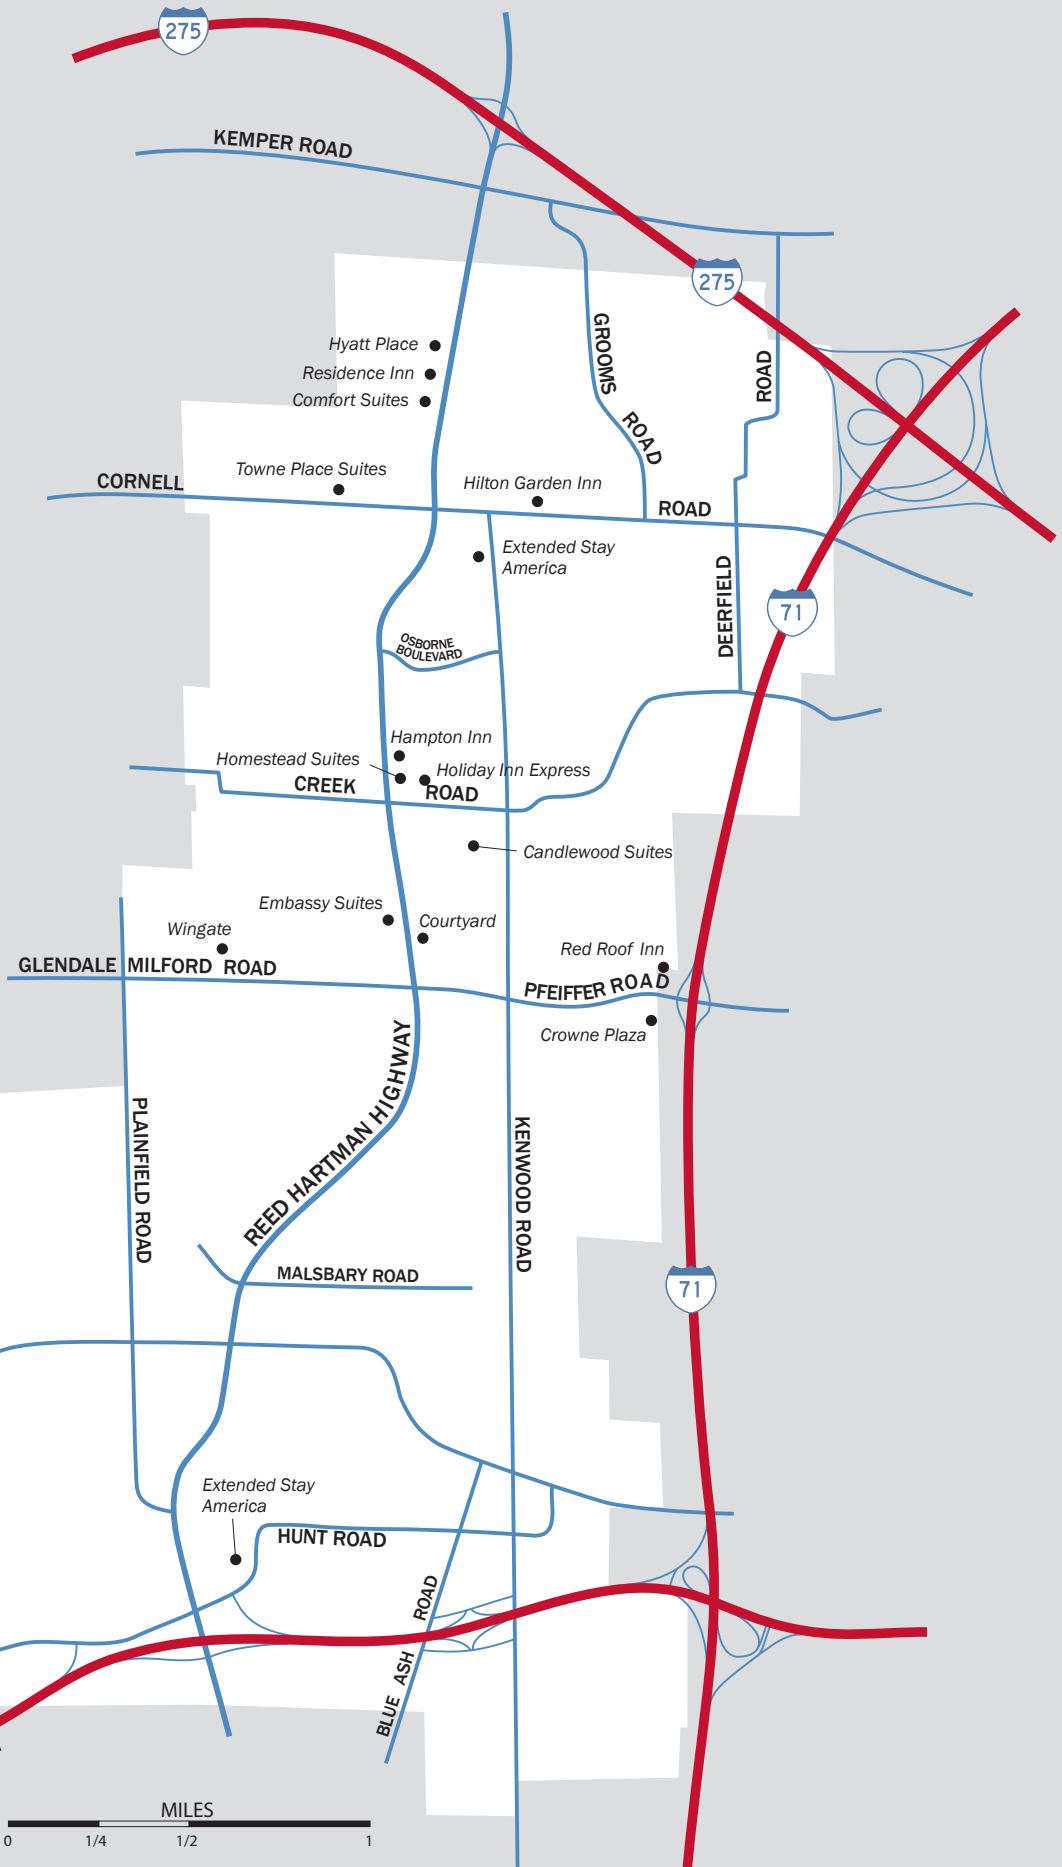 275
KEMPER ROAD
275
Hyatt Place
Residence Inn
Comfort Suites
GROOMS ROAD
ROAD
Towne Place Suites
CORNELL
Hilton Garden Inn
ROAD
Extended Stay
America
DEERFIELD
71
OSBORNE
BOULEVARD
Hampton Inn
Homestead Suites
Holiday Inn Express
CREEK
ROAD
Candlewood Suites
Embassy Suites
Courtyard
Wingate
Red Roof Inn
GLENDALE MILFORD ROAD
PFEIFFER ROAD
Crowne Plaza
REED HARTMAN HIGHWAY
PLAINFIELD ROAD
KENWOOD ROAD
MALSBARY ROAD
71
Extended Stay
America
HUNT ROAD
BLUE ASH ROAD
MILES
0 1/4 1/2 1